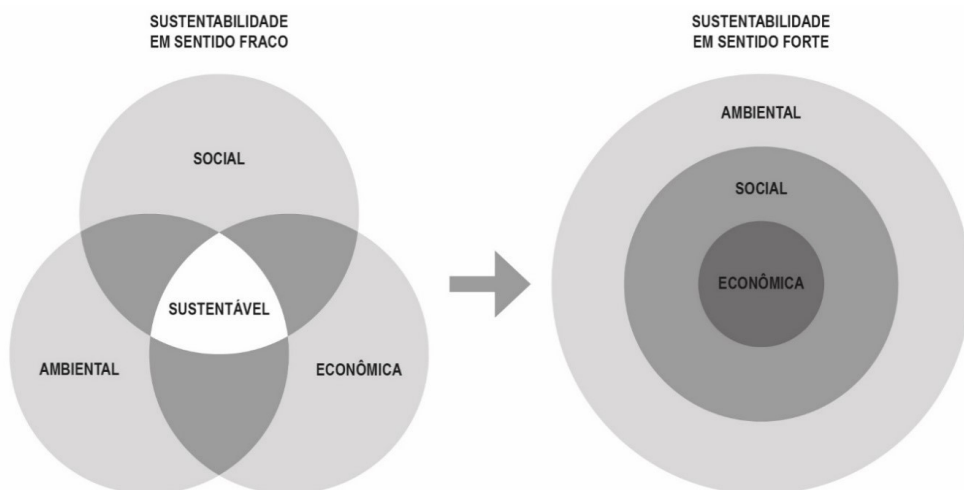 SUSTENTABILIDADE
EM SENTIDO FRACO
SOCIAL
SUSTENTÁVEL
AMBIENTAL
ECONÔMICA
SUSTENTABILIDADE
EM SENTIDO FORTE
AMBIENTAL
SOCIAL
ECONÔMICA